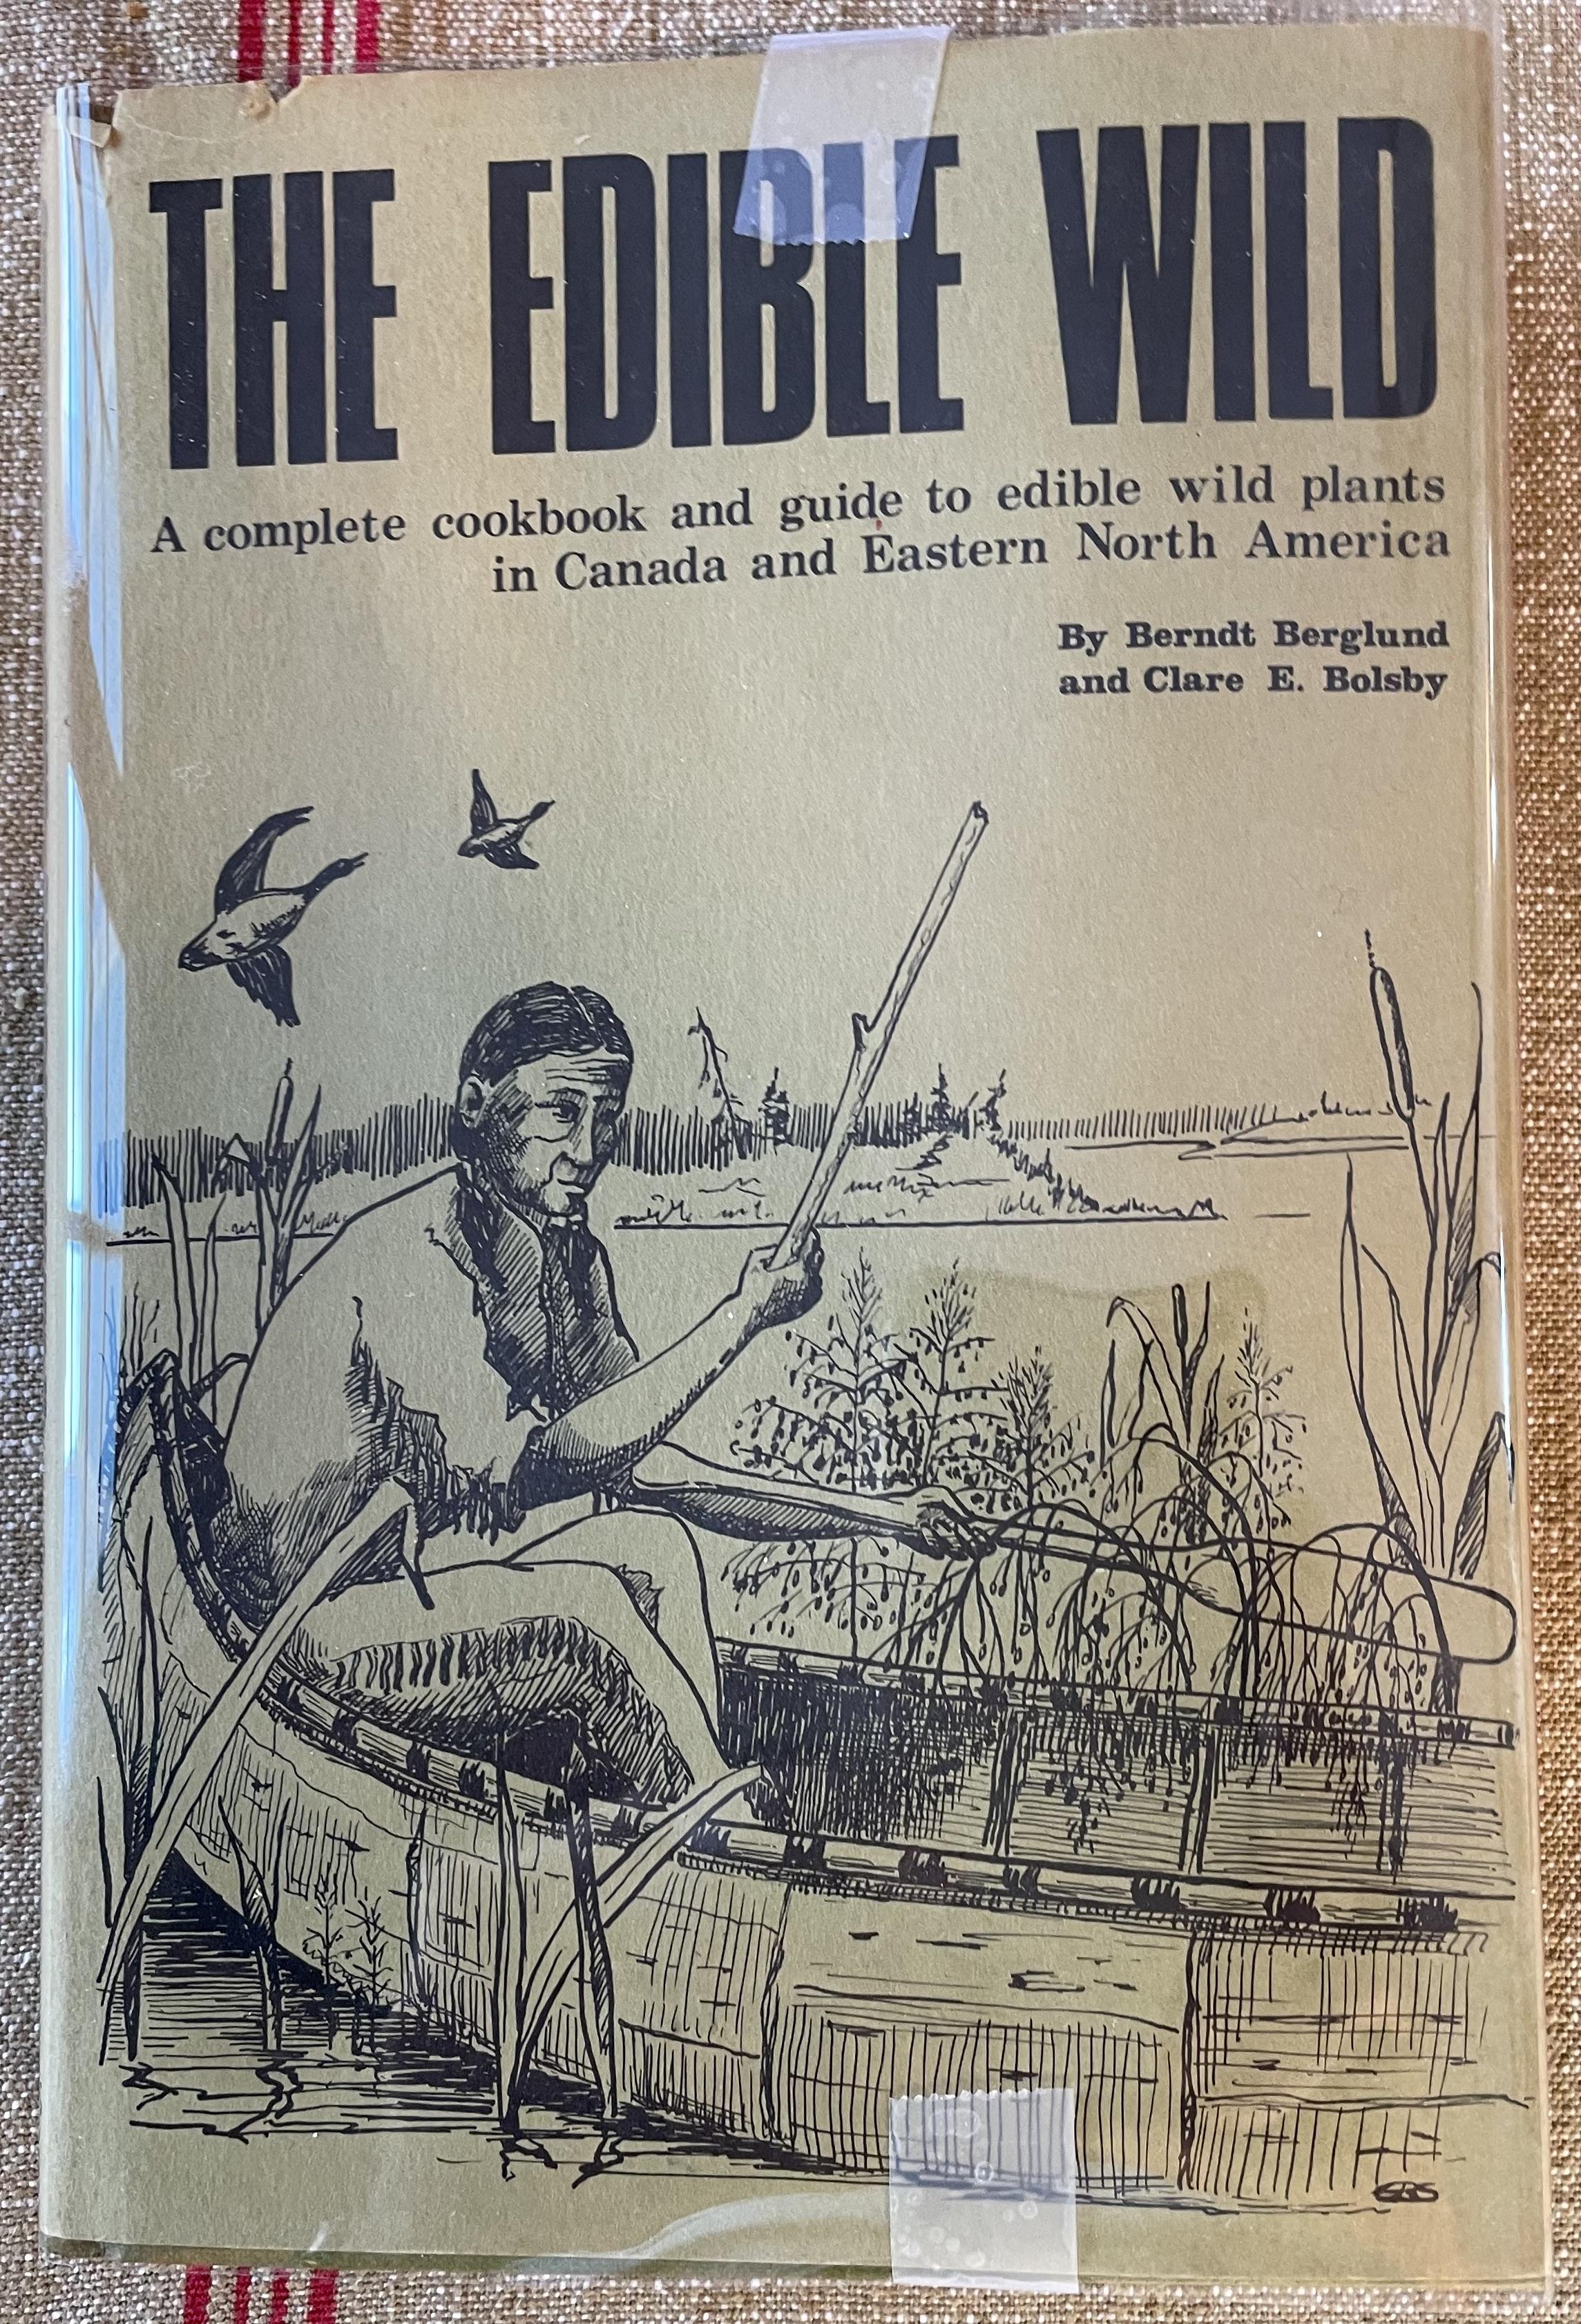 THE EDIBLE WILD
A complete cookbook and guide to edible wild plants
in Canada and Eastern North America
By Berndt Berglund
and Clare E. Bolsby